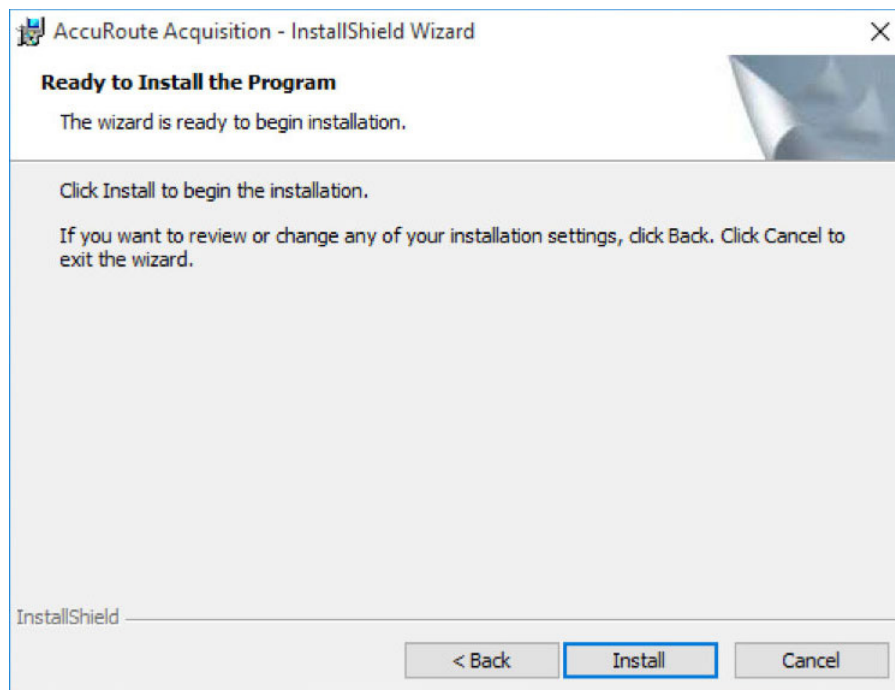 AccuRoute Acquisition - InstallShield Wizard
Ready to Install the Program
The wizard is ready to begin installation.
Click Install to begin the installation.
If you want to review or change any of your installation settings, click Back. Click Cancel to
exit the wizard.
InstallShield
< Back
Install
Cancel